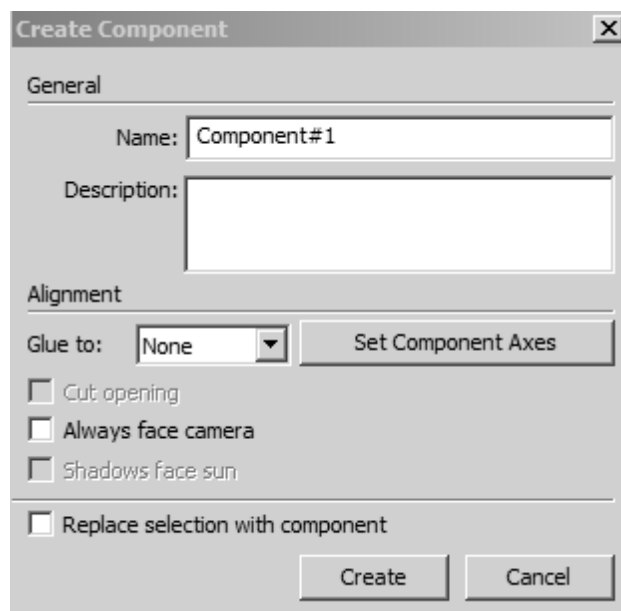 Create Component
General
Name: Component#1
Description:
Alignment
Glue to: None Set Component Axes
Cut opening
Always face camera
Shadows face sun
Replace selection with component
Create Cancel